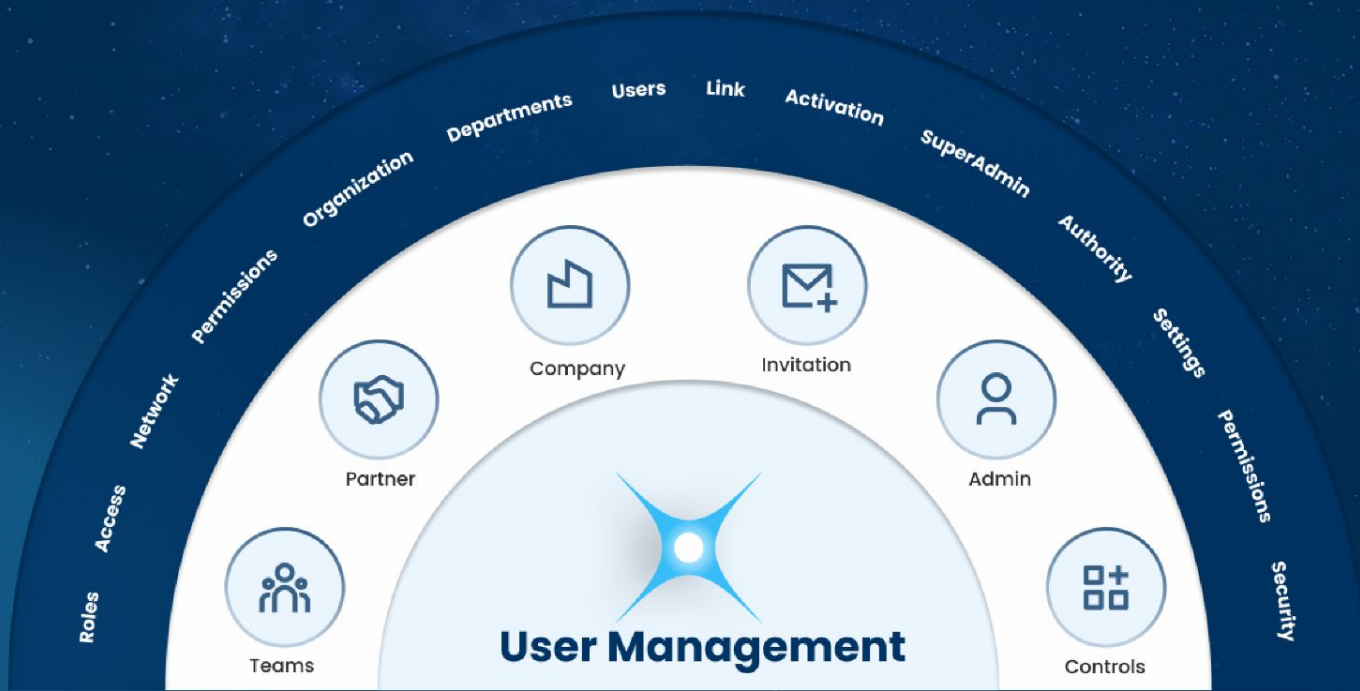 Roles
Access
Network
Permissions
Organization
Departments
Users
Link
Activation
SuperAdmin
Authority
Settings
Permissions
Security
Teams
Partner
Company
Invitation
Admin
Controls
User Management